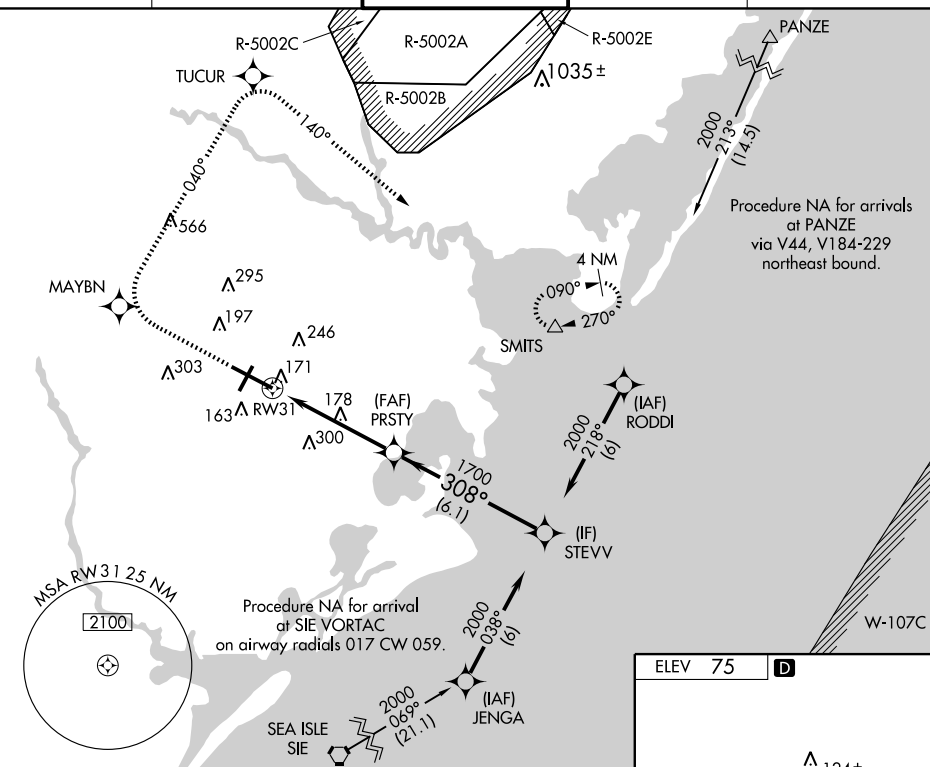 PANZE
R-5002C
R-5002A
R-5002E
TUCUR
1035±
R-5002B
2000
213°
(14.5)
140°
040°
Procedure NA for arrivals
at PANZE
via V44, V184-229
northeast bound.
566
4 NM
MAYBN
295
090°
270°
197
SMITS
246
303
171
178
(FAF)
PRSTY
(IAF)
RODDI
163
RW31
300
2000
218°
(6)
1700
308°
(6.1)
(IF)
STEVV
MSA RW31 25 NM
2100
Procedure NA for arrival
at SIE VORTAC
on airway radials 017 CW 059.
2000
038°
(6)
W-107C
ELEV 75 D
(IAF)
JENGA
2000
069°
(21.1)
SEA ISLE
SIE